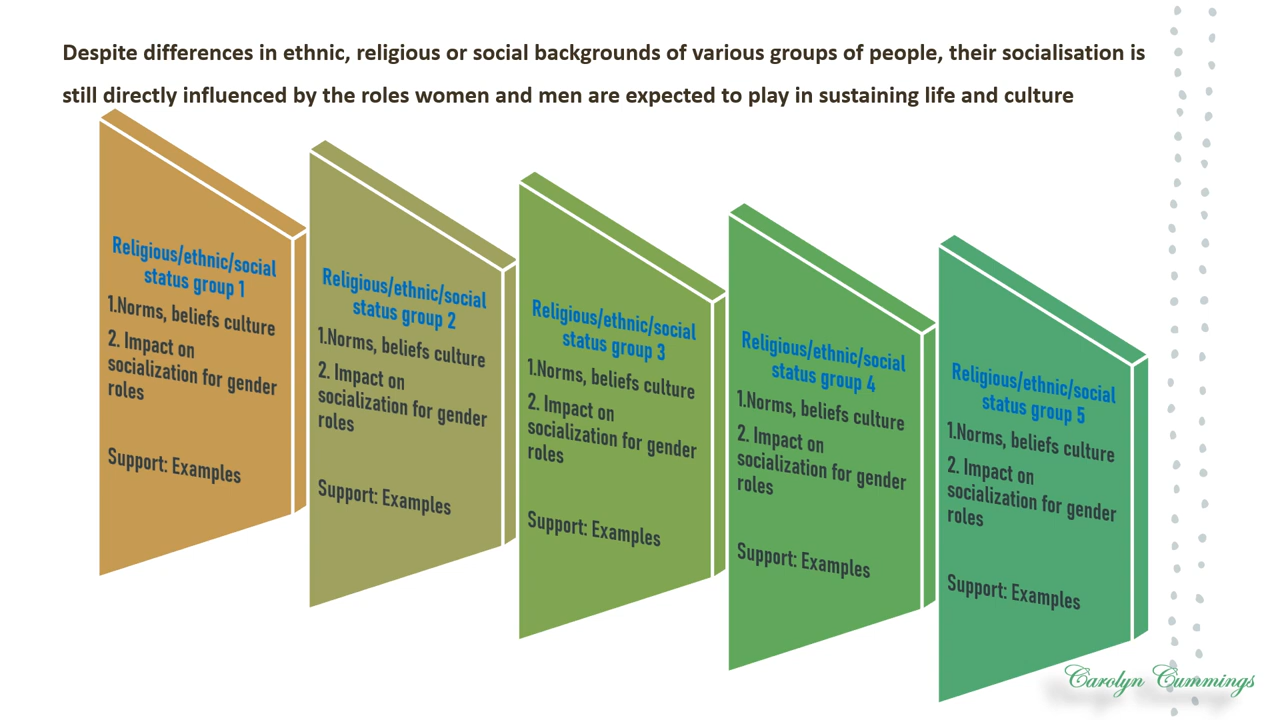 Despite differences in ethnic, religious or social backgrounds of various groups of people, their socialisation is
still directly influenced by the roles women and men are expected to play in sustaining life and culture
Religious/ethnic/social
status group 1
1.Norms, beliefs culture
2. Impact on
socialization for gender
roles
Support: Examples
Religious/ethnic/social
status group 2
1.Norms, beliefs culture
2. Impact on
socialization for gender
roles
Support: Examples
Religious/ethnic/social
status group 3
1.Norms, beliefs culture
2. Impact on
socialization for gender
roles
Support: Examples
Religious/ethnic/social
status group 4
1.Norms, beliefs culture
2. Impact on
socialization for gender
roles
Support: Examples
Religious/ethnic/social
status group 5
1.Norms, beliefs culture
2. Impact on
socialization for gender
roles
Support: Examples
Carolyn Cummings